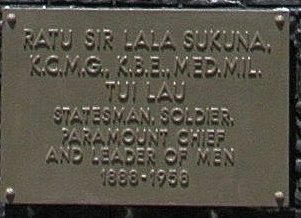 RATU SIR LALA SUKUNA.
K.C.M.G., K.B.E., MED.MIL.
TUI LAU
STATESMAN, SOLDIER,
PARAMOUNT CHIEF
AND LEADER OF MEN
1888-1958